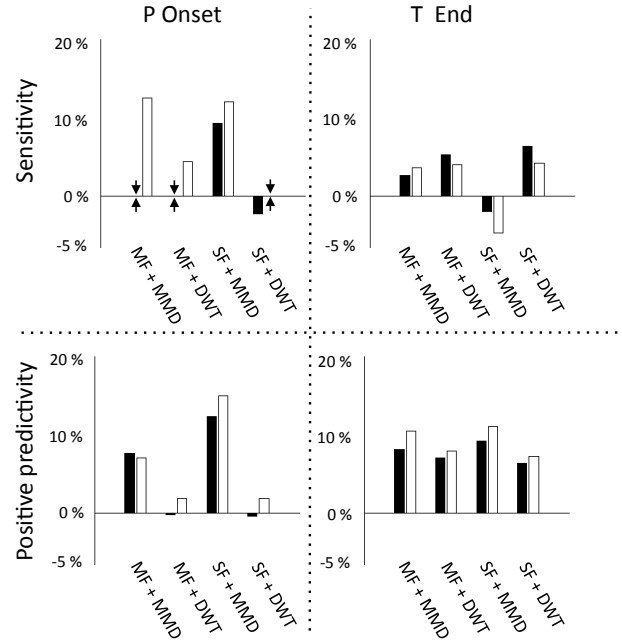 P Onset
T End
Sensitivity
20 %
10 %
0 %
-5 %
MF + MMD
MF + DWT
SF + MMD
SF + DWT
20 %
10 %
0 %
-5 %
MF + MMD
MF + DWT
SF + MMD
SF + DWT
Positive predictivity
20 %
10 %
0 %
-5 %
MF + MMD
MF + DWT
SF + MMD
SF + DWT
20 %
10 %
0 %
-5 %
MF + MMD
MF + DWT
SF + MMD
SF + DWT